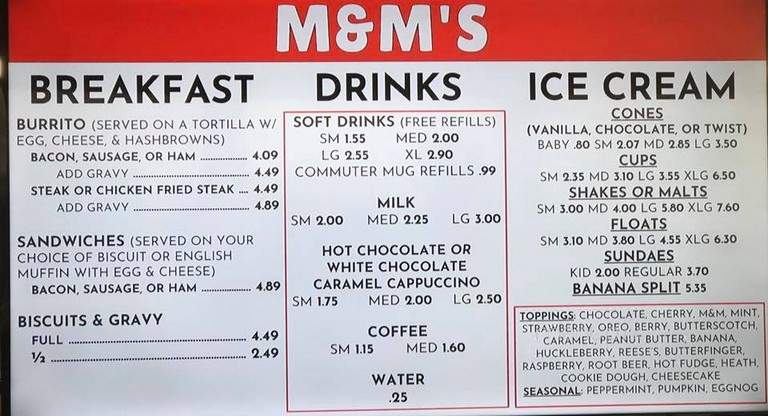 M&M'S
BREAKFAST
BURRITO (SERVED ON A TORTILLA W/
EGG, CHEESE, & HASHBROWNS)
BACON, SAUSAGE, OR HAM ................ 4.09
ADD GRAVY ................................ 4.49
STEAK OR CHICKEN FRIED STEAK .... 4.49
ADD GRAVY ................................ 4.89
SANDWICHES (SERVED ON YOUR
CHOICE OF BISCUIT OR ENGLISH
MUFFIN WITH EGG & CHEESE)
BACON, SAUSAGE, OR HAM ................ 4.89
BISCUITS & GRAVY
FULL ................................................ 4.49
½ ...................................................... 2.49
DRINKS
SOFT DRINKS (FREE REFILLS)
SM 1.55 MED 2.00
LG 2.55 XL 2.90
COMMUTER MUG REFILLS .99
MILK
SM 2.00 MED 2.25 LG 3.00
HOT CHOCOLATE OR
WHITE CHOCOLATE
CARAMEL CAPPUCCINO
SM 1.75 MED 2.00 LG 2.50
COFFEE
SM 1.15 MED 1.60
WATER
.25
ICE CREAM
CONES
(VANILLA, CHOCOLATE, OR TWIST)
BABY .80 SM 2.07 MD 2.85 LG 3.50
CUPS
SM 2.35 MD 3.10 LG 3.55 XLG 6.50
SHAKES OR MALTS
SM 3.00 MD 4.00 LG 5.80 XLG 7.60
FLOATS
SM 3.10 MD 3.80 LG 4.55 XLG 6.30
SUNDAES
KID 2.00 REGULAR 3.70
BANANA SPLIT 5.35
TOPPINGS: CHOCOLATE, CHERRY, M&M, MINT,
STRAWBERRY, OREO, BERRY, BUTTERSCOTCH,
CARAMEL, PEANUT BUTTER, BANANA,
HUCKLEBERRY, REESE'S, BUTTERFINGER,
RASPBERRY, ROOT BEER, HOT FUDGE, HEATH,
COOKIE DOUGH, CHEESECAKE
SEASONAL: PEPPERMINT, PUMPKIN, EGGNOG